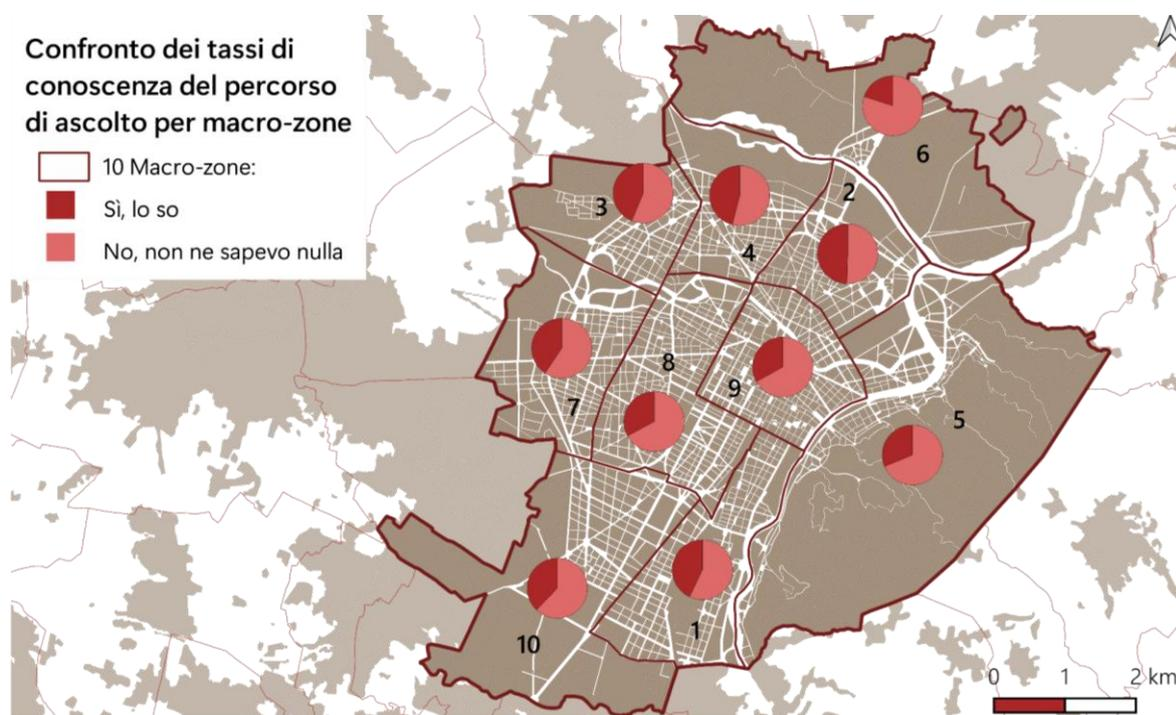 Confronto dei tassi di
conoscenza del percorso
di ascolto per macro-zone
10 Macro-zone:
Sì, lo so
No, non ne sapevo nulla
6
2
3
4
8
9
7
5
1
10
0 1 2 km